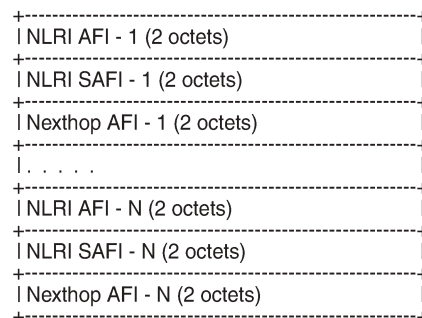 +-----------------------------------------------------+
| NLRI AFI - 1 (2 octets) |
+-----------------------------------------------------+
| NLRI SAFI - 1 (2 octets) |
+-----------------------------------------------------+
| Nexthop AFI - 1 (2 octets) |
+-----------------------------------------------------+
| . . . . . |
+-----------------------------------------------------+
| NLRI AFI - N (2 octets) |
+-----------------------------------------------------+
| NLRI SAFI - N (2 octets) |
+-----------------------------------------------------+
| Nexthop AFI - N (2 octets) |
+-----------------------------------------------------+